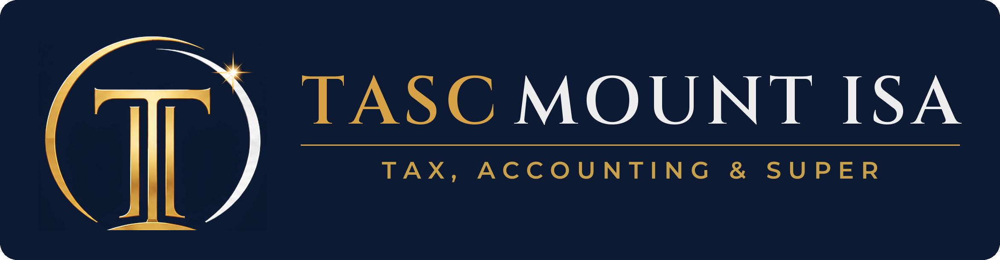 TASC MOUNT ISA
TAX, ACCOUNTING & SUPER